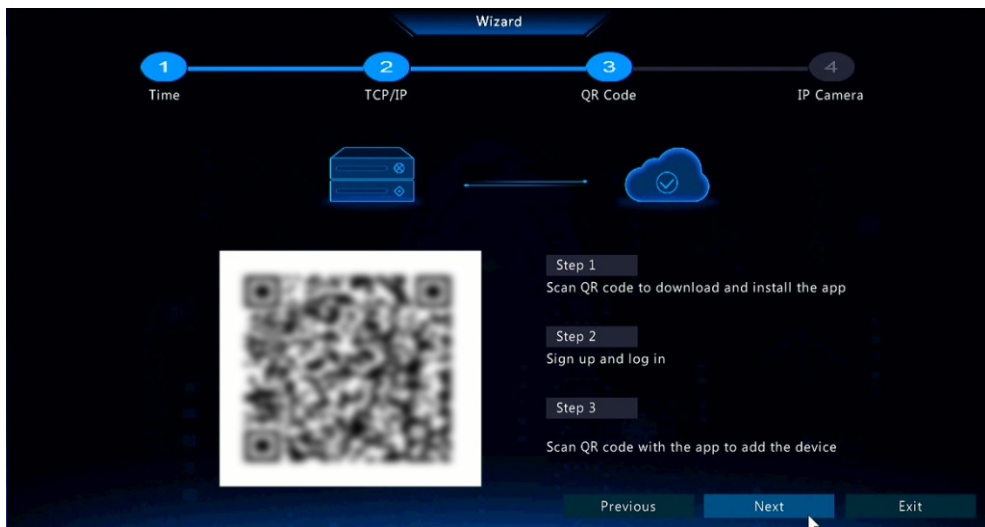 Wizard
1
2
3
4
Time
TCP/IP
QR Code
IP Camera
Step 1
Scan QR code to download and install the app
Step 2
Sign up and log in
Step 3
Scan QR code with the app to add the device
Previous
Next
Exit